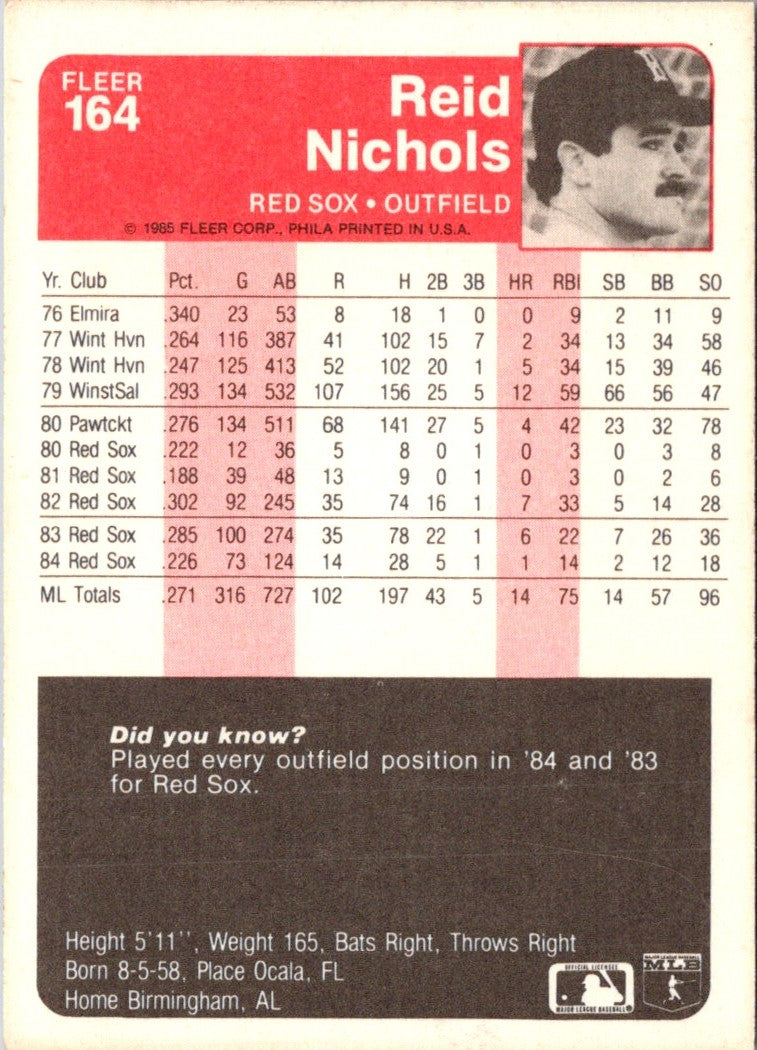 FLEER
164
Reid
Nichols
RED SOX • OUTFIELD
© 1985 FLEER CORP., PHILA PRINTED IN U.S.A.
Yr. Club Pct. G AB R H 2B 3B HR RBI SB BB SO
76 Elmira .340 23 53 8 18 1 0 0 9 2 11 9
77 Wint Hvn .264 116 387 41 102 15 7 2 34 13 34 58
78 Wint Hvn .247 125 413 52 102 20 1 5 34 15 39 46
79 WinstSal .293 134 532 107 156 25 5 12 59 66 56 47
80 Pawtckt .276 134 511 68 141 27 5 4 42 23 32 78
80 Red Sox .222 12 36 5 8 0 1 0 3 0 3 8
81 Red Sox .188 39 48 13 9 0 1 0 3 0 2 6
82 Red Sox .302 92 245 35 74 16 1 7 33 5 14 28
83 Red Sox .285 100 274 35 78 22 1 6 22 7 26 36
84 Red Sox .226 73 124 14 28 5 1 1 14 2 12 18
ML Totals .271 316 727 102 197 43 5 14 75 14 57 96
Did you know?
Played every outfield position in '84 and '83
for Red Sox.
Height 5'11'', Weight 165, Bats Right, Throws Right
Born 8-5-58, Place Ocala, FL
Home Birmingham, AL
OFFICIAL LICENSEE
MAJOR LEAGUE BASEBALL
MAJOR LEAGUE BASEBALL
MLB